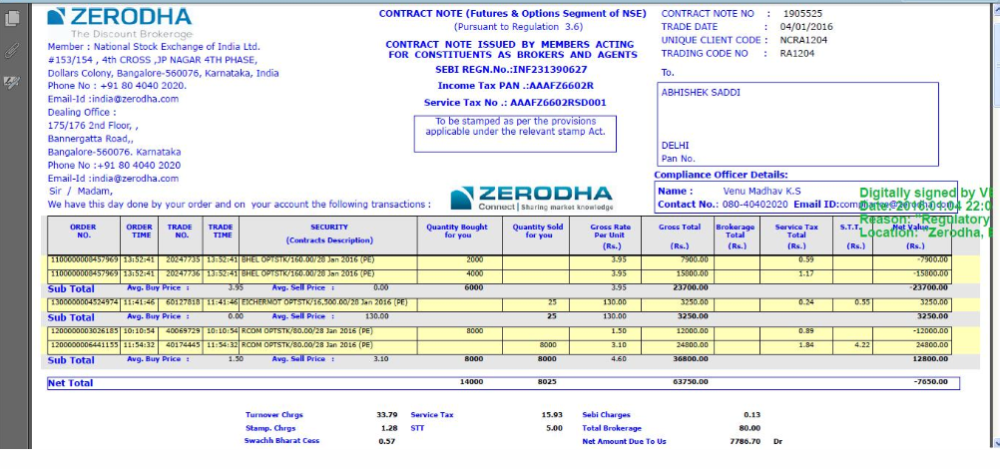 ZERODHA
The Discount Brokerage
Member : National Stock Exchange of India Ltd.
#153/154 , 4th CROSS ,JP NAGAR 4TH PHASE,
Dollars Colony, Bangalore-560076, Karnataka, India
Phone No : +91 80 4040 2020.
Email-Id :india@zerodha.com
Dealing Office :
175/176 2nd Floor, ,
Bannergatta Road,,
Bangalore-560076. Karnataka
Phone No :+91 80 4040 2020
Email-Id :india@zerodha.com
Sir / Madam,
We have this day done by your order and on your account the following transactions :
CONTRACT NOTE (Futures & Options Segment of NSE)
(Pursuant to Regulation 3.6)
CONTRACT NOTE ISSUED BY MEMBERS ACTING
FOR CONSTITUENTS AS BROKERS AND AGENTS
SEBI REGN.No.:INF231390627
Income Tax PAN .:AAAFZ6602R
Service Tax No .: AAAFZ6602RSD001
To be stamped as per the provisions
applicable under the relevant stamp Act.
ZERODHA
Connect | Sharing market knowledge
CONTRACT NOTE NO : 1905525
TRADE DATE : 04/01/2016
UNIQUE CLIENT CODE : NCRA1204
TRADING CODE NO : RA1204
To.
ABHISHEK SADDI
DELHI
Pan No.
Compliance Officer Details:
Name : Venu Madhav K.S
Contact No.: 080-40402020 Email ID:
Digitally signed by
Reason: "Regulatory
Location: "Zerodha,
ORDER NO. ORDER TIME TRADE NO. TRADE TIME SECURITY (Contracts Description) Quantity Bought for you Quantity Sold for you Gross Rate Per Unit (Rs.) Gross Total (Rs.) Brokerage Total (Rs.) Service Tax Total (Rs.) S.T.T. (Rs.) Net Value (Rs.)
1100000008457969 13:52:41 20247735 13:52:41 BHEL OPTSTK/160.00/28 Jan 2016 (PE) 2000 3.95 7900.00 0.59 -7900.00
1100000008457969 13:52:41 20247736 13:52:41 BHEL OPTSTK/160.00/28 Jan 2016 (PE) 4000 3.95 15800.00 1.17 -15800.00
Sub Total Avg. Buy Price : 3.95 Avg. Sell Price : 0.00 6000 3.95 23700.00 -23700.00
1300000004524974 11:41:46 60127818 11:41:46 EICHERMOT OPTSTK/16,500.00/28 Jan 2016 (PE) 25 130.00 3250.00 0.24 0.55 3250.00
Sub Total Avg. Buy Price : 0.00 Avg. Sell Price : 130.00 25 130.00 3250.00 3250.00
1200000003026185 10:10:54 40069729 10:10:54 RCOM OPTSTK/80.00/28 Jan 2016 (PE) 8000 1.50 12000.00 0.89 -12000.00
1200000006441155 11:54:32 40174445 11:54:32 RCOM OPTSTK/80.00/28 Jan 2016 (PE) 8000 3.10 24800.00 1.84 4.22 24800.00
Sub Total Avg. Buy Price : 1.50 Avg. Sell Price : 3.10 8000 8000 4.60 36800.00 12800.00
Net Total 14000 8025 63750.00 -7650.00
Turnover Chrgs 33.79 Service Tax 15.93 Sebi Charges 0.13
Stamp. Chrgs 1.28 STT 5.00 Total Brokerage 80.00
Swachh Bharat Cess 0.57 Net Amount Due To Us 7786.70 Dr